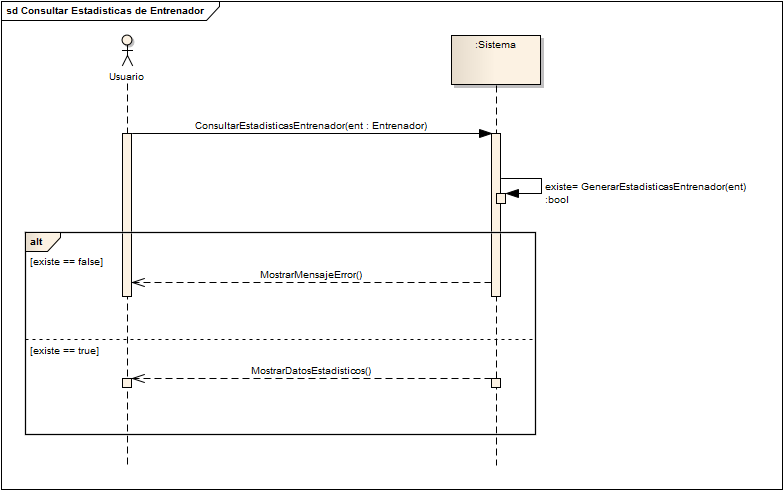 sd Consultar Estadisticas de Entrenador
:Sistema
Usuario
ConsultarEstadisticasEntrenador(ent : Entrenador)
existe= GenerarEstadisticasEntrenador(ent)
:bool
alt
[existe == false]
MostrarMensajeError()
[existe == true]
MostrarDatosEstadisticos()